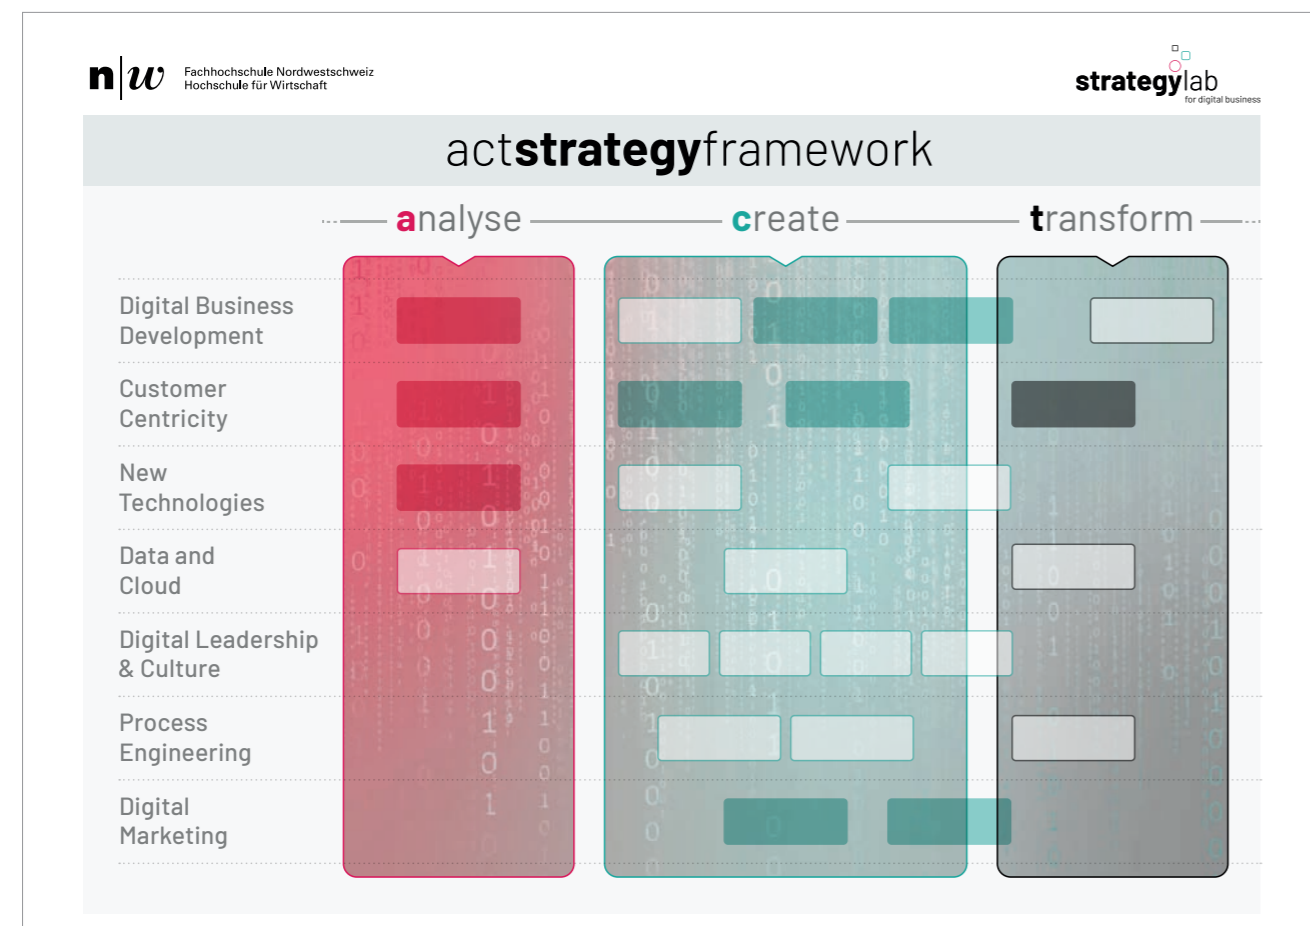 n|w
Fachhochschule Nordwestschweiz
Hochschule für Wirtschaft
strategylab
for digital business
actstrategyframework
analyse
create
transform
Digital Business
Development
Customer
Centricity
New
Technologies
Data and
Cloud
Digital Leadership
& Culture
Process
Engineering
Digital
Marketing